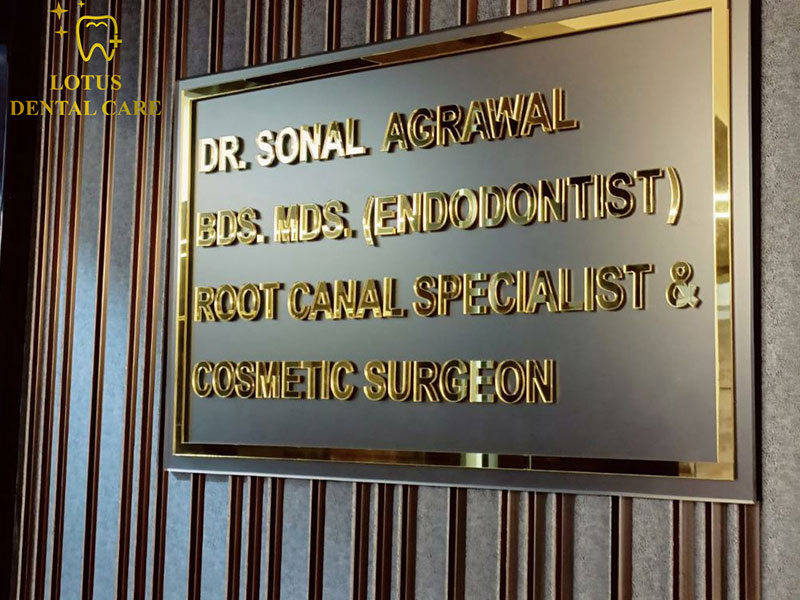 LOTUS
DENTAL CARE
DR. SONAL AGRAWAL
BDS. MDS. (ENDODONTIST)
ROOT CANAL SPECIALIST &
COSMETIC SURGEON